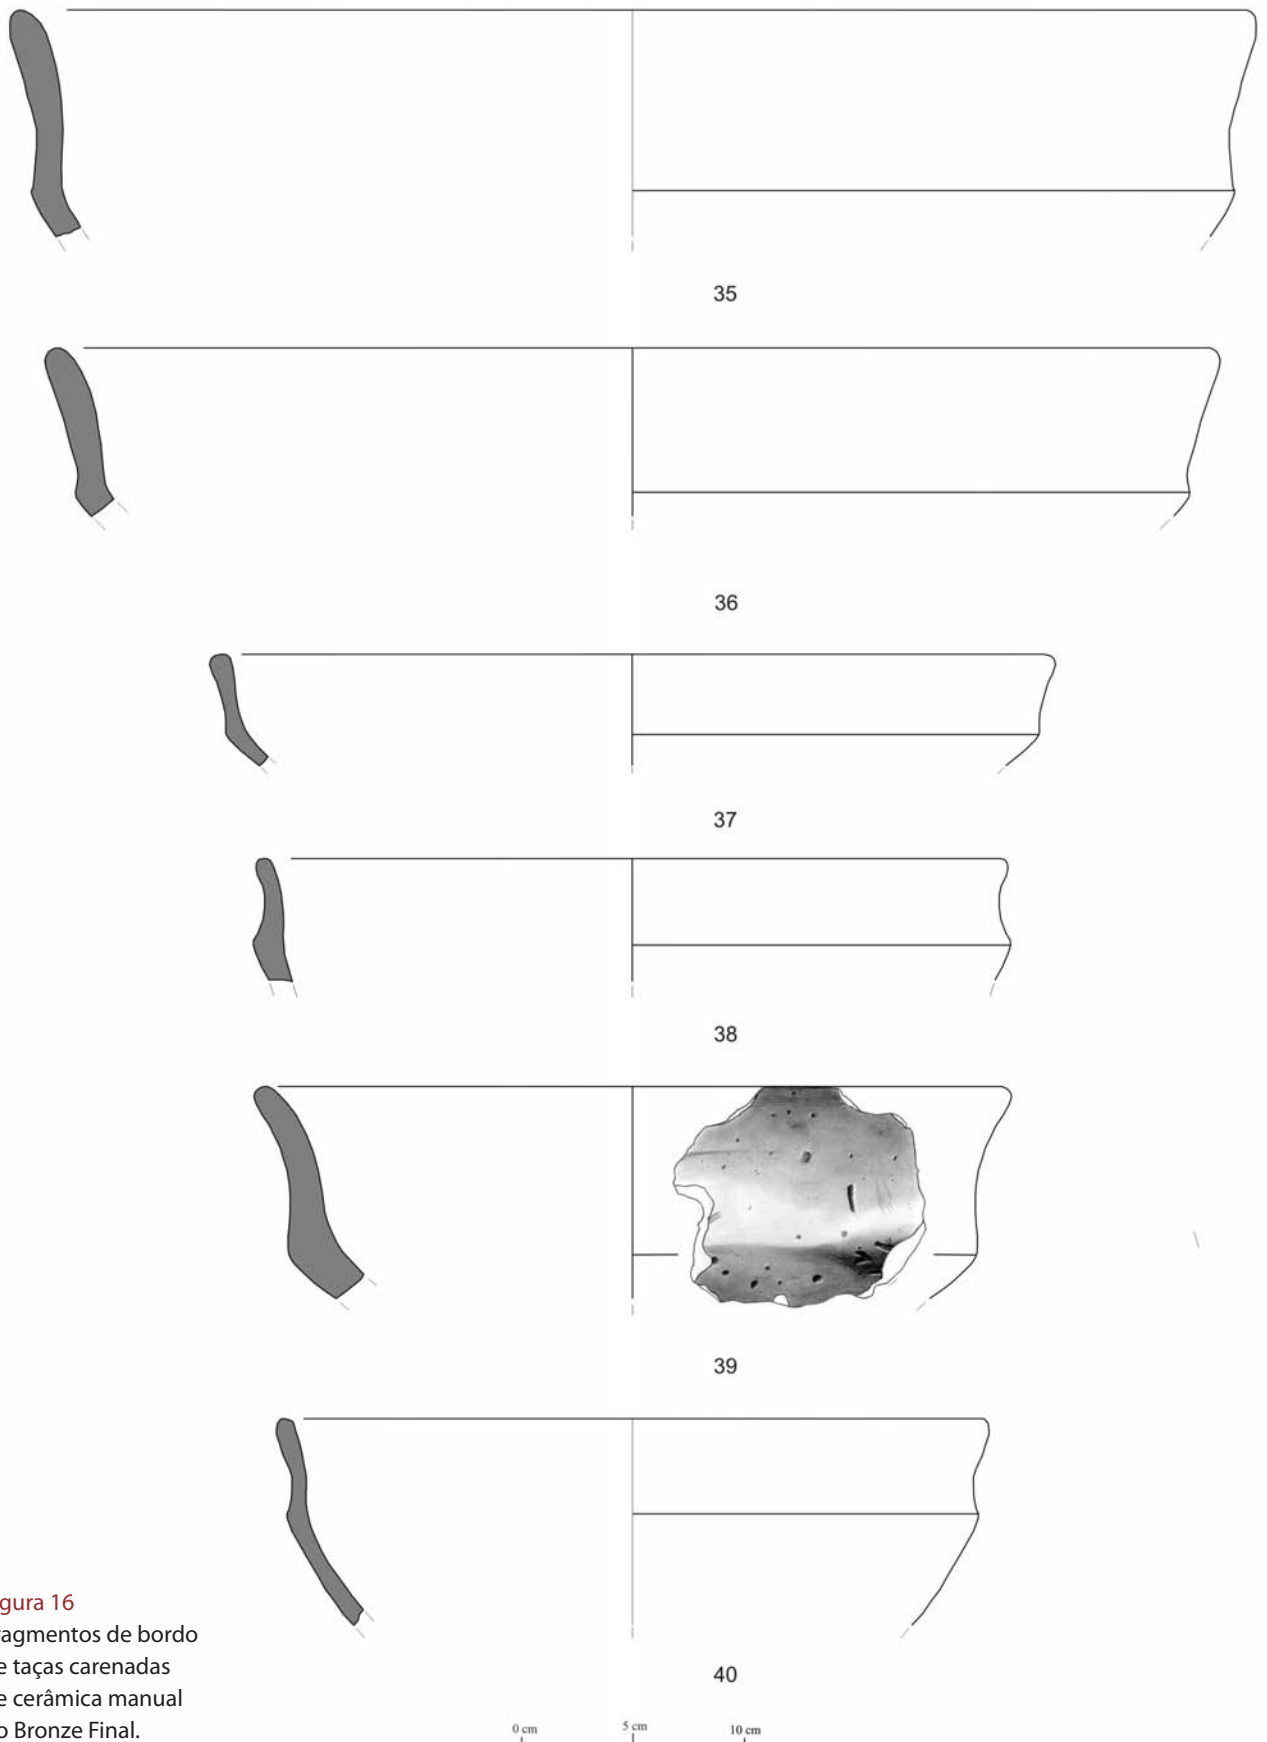 35
36
37
38
39
40
gura 16
ragmentos de bordo
e taças carenadas
e cerâmica manual
o Bronze Final.
0 cm 5 cm 10 cm